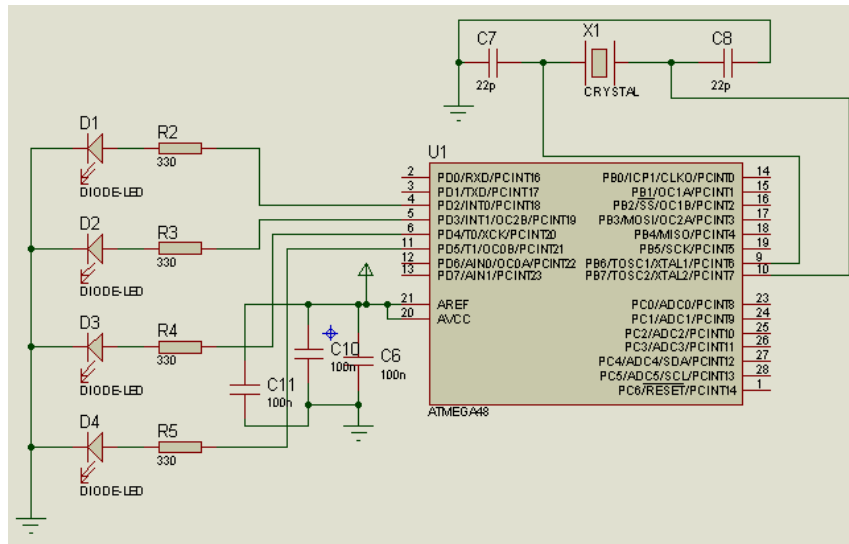 C7
22p
X1
CRYSTAL
C8
22p
D1
DIODE-LED
R2
330
D2
DIODE-LED
R3
330
D3
DIODE-LED
R4
330
D4
DIODE-LED
R5
330
C11
100n
C10
100n
C6
100n
U1
2 PD0/RXD/PCINT16
3 PD1/TXD/PCINT17
4 PD2/INT0/PCINT18
5 PD3/INT1/OC2B/PCINT19
6 PD4/T0/XCK/PCINT20
11 PD5/T1/OC0B/PCINT21
12 PD6/AIN0/OC0A/PCINT22
13 PD7/AIN1/PCINT23
21 AREF
20 AVCC
PB0/ICP1/CLKO/PCINT0 14
PB1/OC1A/PCINT1 15
PB2/SS/OC1B/PCINT2 16
PB3/MOSI/OC2A/PCINT3 17
PB4/MISO/PCINT4 18
PB5/SCK/PCINT5 19
PB6/TOSC1/XTAL1/PCINT6 9
PB7/TOSC2/XTAL2/PCINT7 10
PC0/ADC0/PCINT8 23
PC1/ADC1/PCINT9 24
PC2/ADC2/PCINT10 25
PC3/ADC3/PCINT11 26
PC4/ADC4/SDA/PCINT12 27
PC5/ADC5/SCL/PCINT13 28
PC6/RESET/PCINT14 1
ATMEGA48